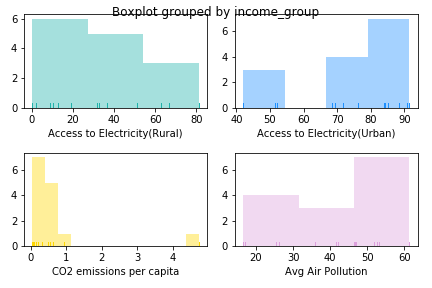 Boxplot grouped by income_group
6
4
2
0
0 20 40 60 80
Access to Electricity(Rural)
6
4
2
0
40 50 60 70 80 90
Access to Electricity(Urban)
6
4
2
0
0 1 2 3 4
CO2 emissions per capita
6
4
2
0
20 30 40 50 60
Avg Air Pollution